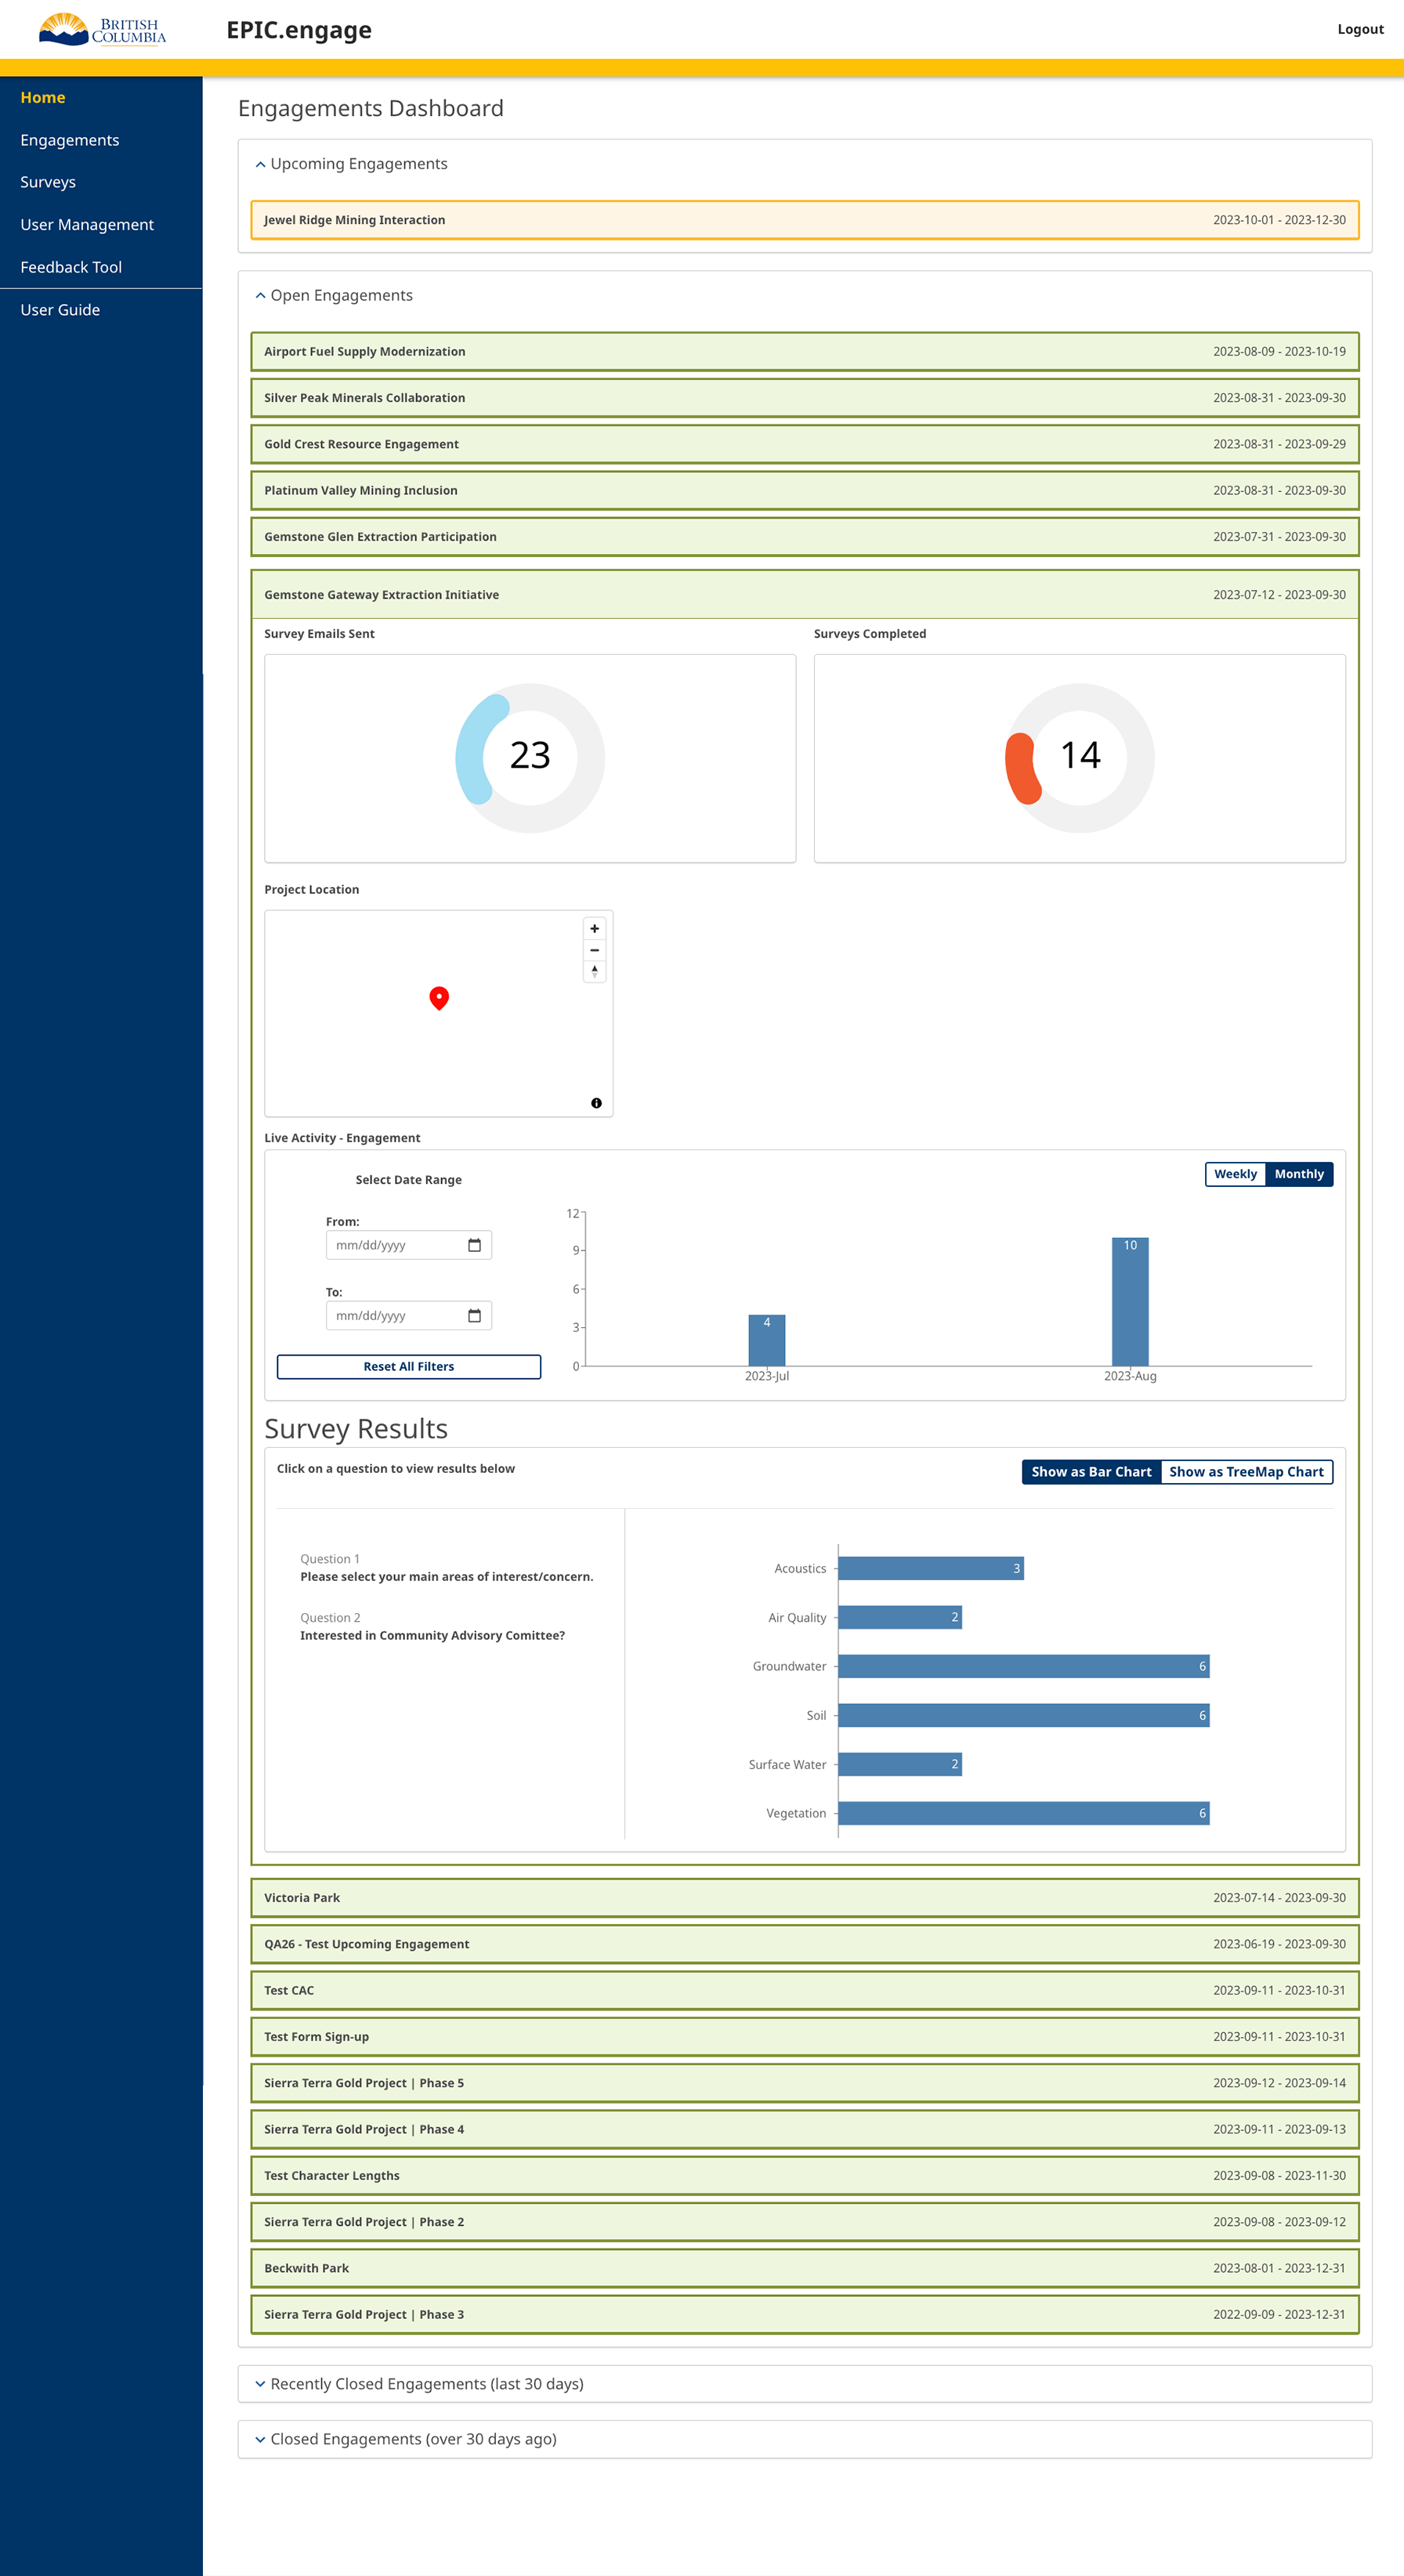 BRITISH
COLUMBIA
EPIC.engage
Logout
Home
Engagements
Surveys
User Management
Feedback Tool
User Guide
Engagements Dashboard
Upcoming Engagements
Jewel Ridge Mining Interaction 2023-10-01 - 2023-12-30
Open Engagements
Airport Fuel Supply Modernization 2023-08-09 - 2023-10-19
Silver Peak Minerals Collaboration 2023-08-31 - 2023-09-30
Gold Crest Resource Engagement 2023-08-31 - 2023-09-29
Platinum Valley Mining Inclusion 2023-08-31 - 2023-09-30
Gemstone Glen Extraction Participation 2023-07-31 - 2023-09-30
Gemstone Gateway Extraction Initiative 2023-07-12 - 2023-09-30
Survey Emails Sent
23
Surveys Completed
14
Project Location
Live Activity - Engagement
Select Date Range
From:
mm/dd/yyyy
To:
mm/dd/yyyy
Reset All Filters
Weekly Monthly
12
9
6
3
0
4
10
2023-Jul 2023-Aug
Survey Results
Click on a question to view results below
Show as Bar Chart Show as TreeMap Chart
Question 1
Please select your main areas of interest/concern.
Question 2
Interested in Community Advisory Comittee?
Acoustics 3
Air Quality 2
Groundwater 6
Soil 6
Surface Water 2
Vegetation 6
Victoria Park 2023-07-14 - 2023-09-30
QA26 - Test Upcoming Engagement 2023-06-19 - 2023-09-30
Test CAC 2023-09-11 - 2023-10-31
Test Form Sign-up 2023-09-11 - 2023-10-31
Sierra Terra Gold Project | Phase 5 2023-09-12 - 2023-09-14
Sierra Terra Gold Project | Phase 4 2023-09-11 - 2023-09-13
Test Character Lengths 2023-09-08 - 2023-11-30
Sierra Terra Gold Project | Phase 2 2023-09-08 - 2023-09-12
Beckwith Park 2023-08-01 - 2023-12-31
Sierra Terra Gold Project | Phase 3 2022-09-09 - 2023-12-31
Recently Closed Engagements (last 30 days)
Closed Engagements (over 30 days ago)